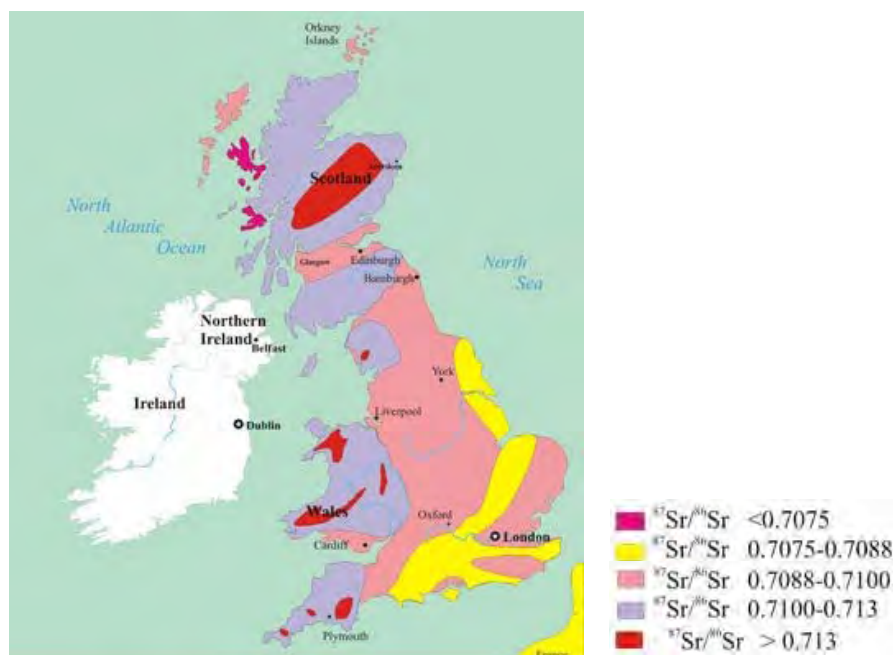 Orkney
Islands
Aberdeen
Scotland
North
Atlantic
Ocean
Glasgow
Edinburgh
Bamburgh
North
Sea
Northern
Ireland
Belfast
Ireland
York
Dublin
Liverpool
Wales
Oxford
London
Cardiff
Plymouth
⁸⁷Sr/⁸⁶Sr <0.7075
⁸⁷Sr/⁸⁶Sr 0.7075-0.7088
⁸⁷Sr/⁸⁶Sr 0.7088-0.7100
⁸⁷Sr/⁸⁶Sr 0.7100-0.713
⁸⁷Sr/⁸⁶Sr > 0.713